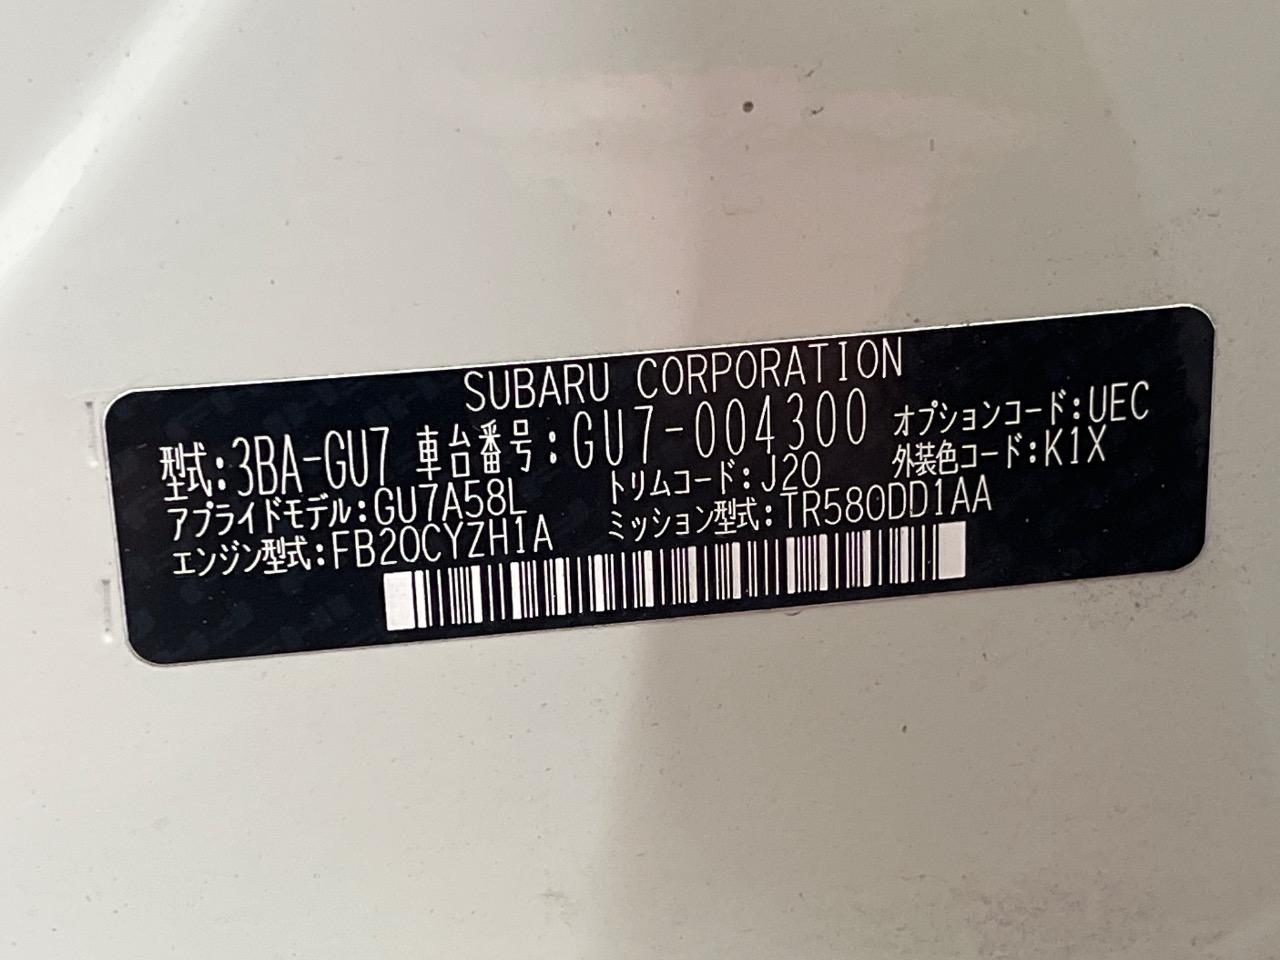 SUBARU CORPORATION
型式:3BA-GU7 車台番号:GU7-004300 オプションコード:UEC
アプライドモデル:GU7A58L トリムコード:J20 外装色コード:K1X
エンジン型式:FB20CYZH1A ミッション型式:TR580DD1AA